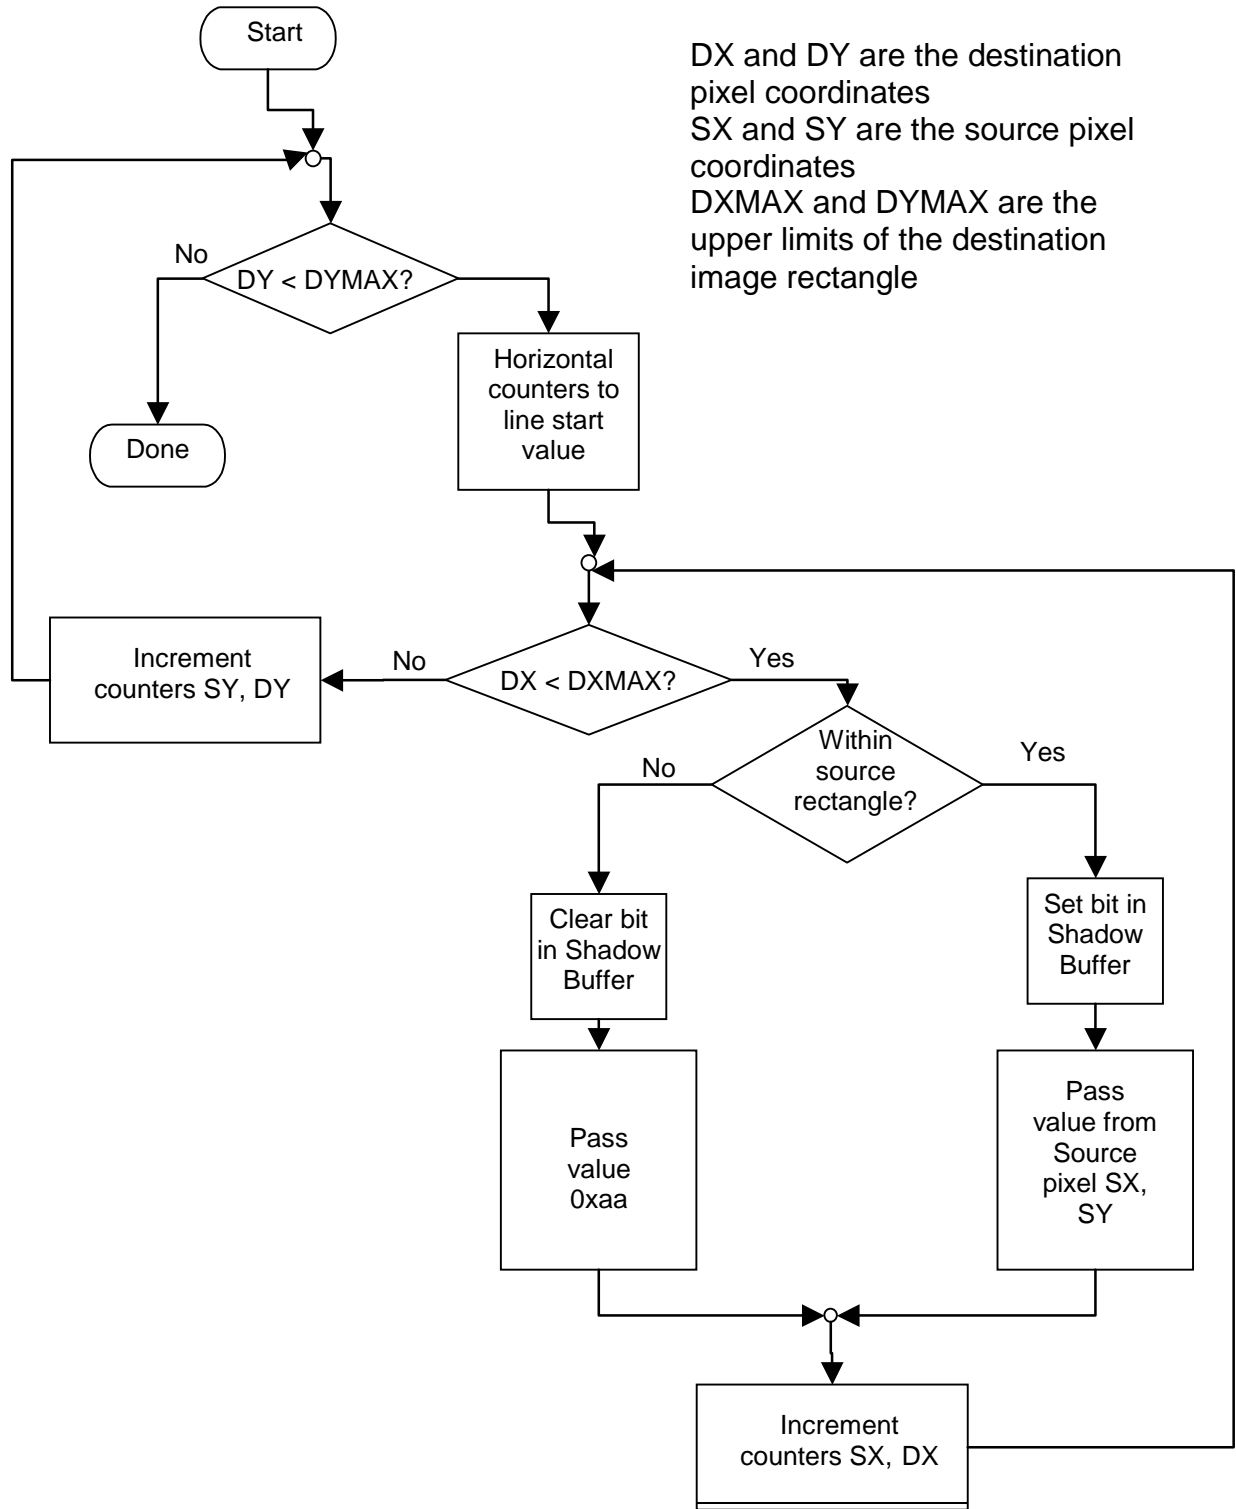 Start
DX and DY are the destination
pixel coordinates
SX and SY are the source pixel
coordinates
DXMAX and DYMAX are the
upper limits of the destination
image rectangle
No
DY < DYMAX?
Horizontal
counters to
line start
value
Done
Increment
counters SY, DY
No
DX < DXMAX?
Yes
Within
source
rectangle?
No
Yes
Clear bit
in Shadow
Buffer
Set bit in
Shadow
Buffer
Pass
value
0xaa
Pass
value from
Source
pixel SX,
SY
Increment
counters SX, DX